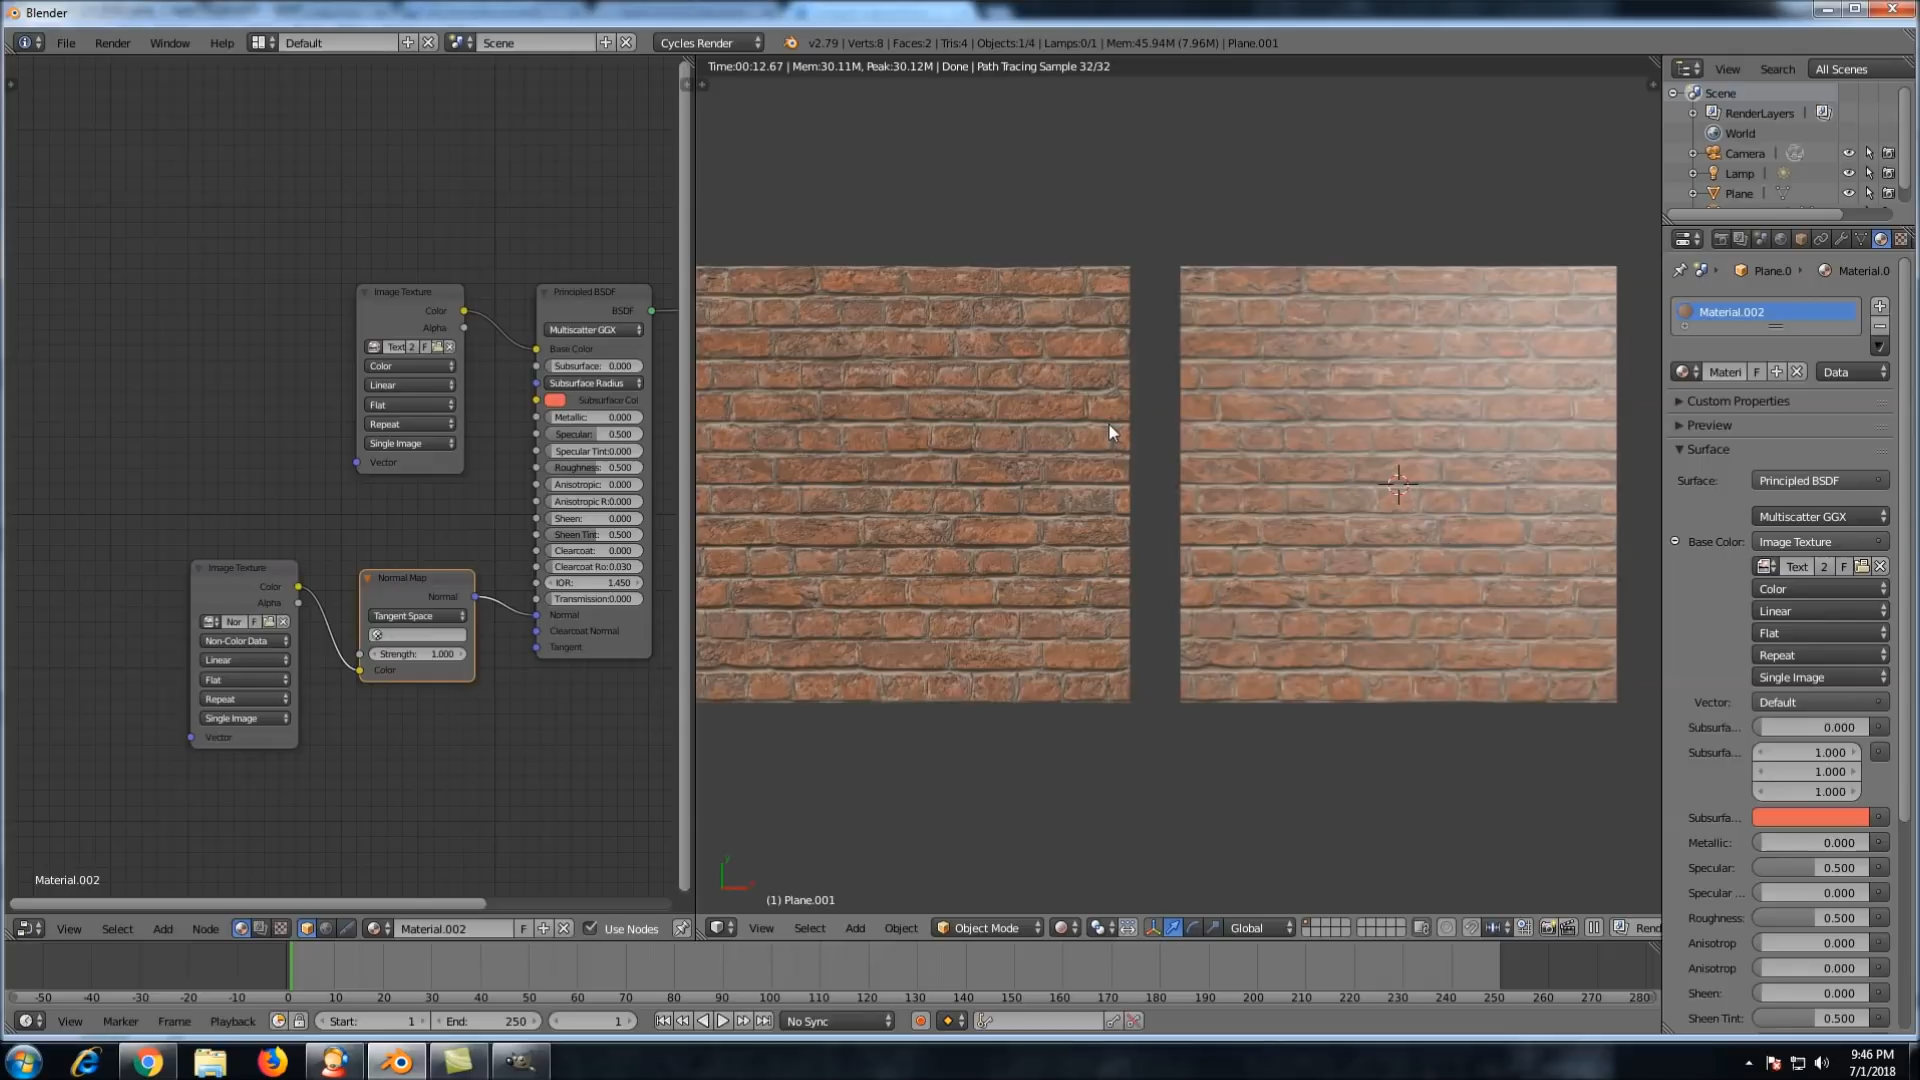 Blender
File Render Window Help Default Scene Cycles Render v2.79 | Verts:8 | Faces:2 | Tris:4 | Objects:1/4 | Lamps:0/1 | Mem:45.94M (7.96M) | Plane.001
Time:00:12.67 | Mem:30.11M, Peak:30.12M | Done | Path Tracing Sample 32/32
View Search All Scenes
Scene
RenderLayers
World
Camera
Lamp
Plane
Plane.0 Material.0
Material.002
Materi F Data
Custom Properties
Preview
Surface
Surface: Principled BSDF
Multiscatter GGX
Base Color: Image Texture
Text 2 F
Color
Linear
Flat
Repeat
Single Image
Vector: Default
Subsurfa... 0.000
Subsurfa... 1.000
1.000
1.000
Subsurfa...
Metallic: 0.000
Specular: 0.500
Specular ... 0.000
Roughness: 0.500
Anisotrop 0.000
Anisotrop 0.000
Sheen: 0.000
Sheen Tint: 0.500
Image Texture
Color
Alpha
Text 2 F
Color
Linear
Flat
Repeat
Single Image
Vector
Principled BSDF
BSDF
Multiscatter GGX
Base Color
Subsurface: 0.000
Subsurface Radius
Subsurface Col
Metallic: 0.000
Specular: 0.500
Specular Tint:0.000
Roughness: 0.500
Anisotropic: 0.000
Anisotropic R:0.000
Sheen: 0.000
Sheen Tint: 0.500
Clearcoat: 0.000
Clearcoat Ro:0.030
IOR: 1.450
Transmission:0.000
Normal
Clearcoat Normal
Tangent
Image Texture
Color
Alpha
Nor F
Non-Color Data
Linear
Flat
Repeat
Single Image
Vector
Normal Map
Normal
Tangent Space
Strength: 1.000
Color
Material.002
(1) Plane.001
View Select Add Node Material.002 F Use Nodes
View Select Add Object Object Mode Global Rend
-50 -40 -30 -20 -10 0 10 20 30 40 50 60 70 80 90 100 110 120 130 140 150 160 170 180 190 200 210 220 230 240 250 260 270 280
View Marker Frame Playback Start: 1 End: 250 1 No Sync
9:46 PM
7/1/2018